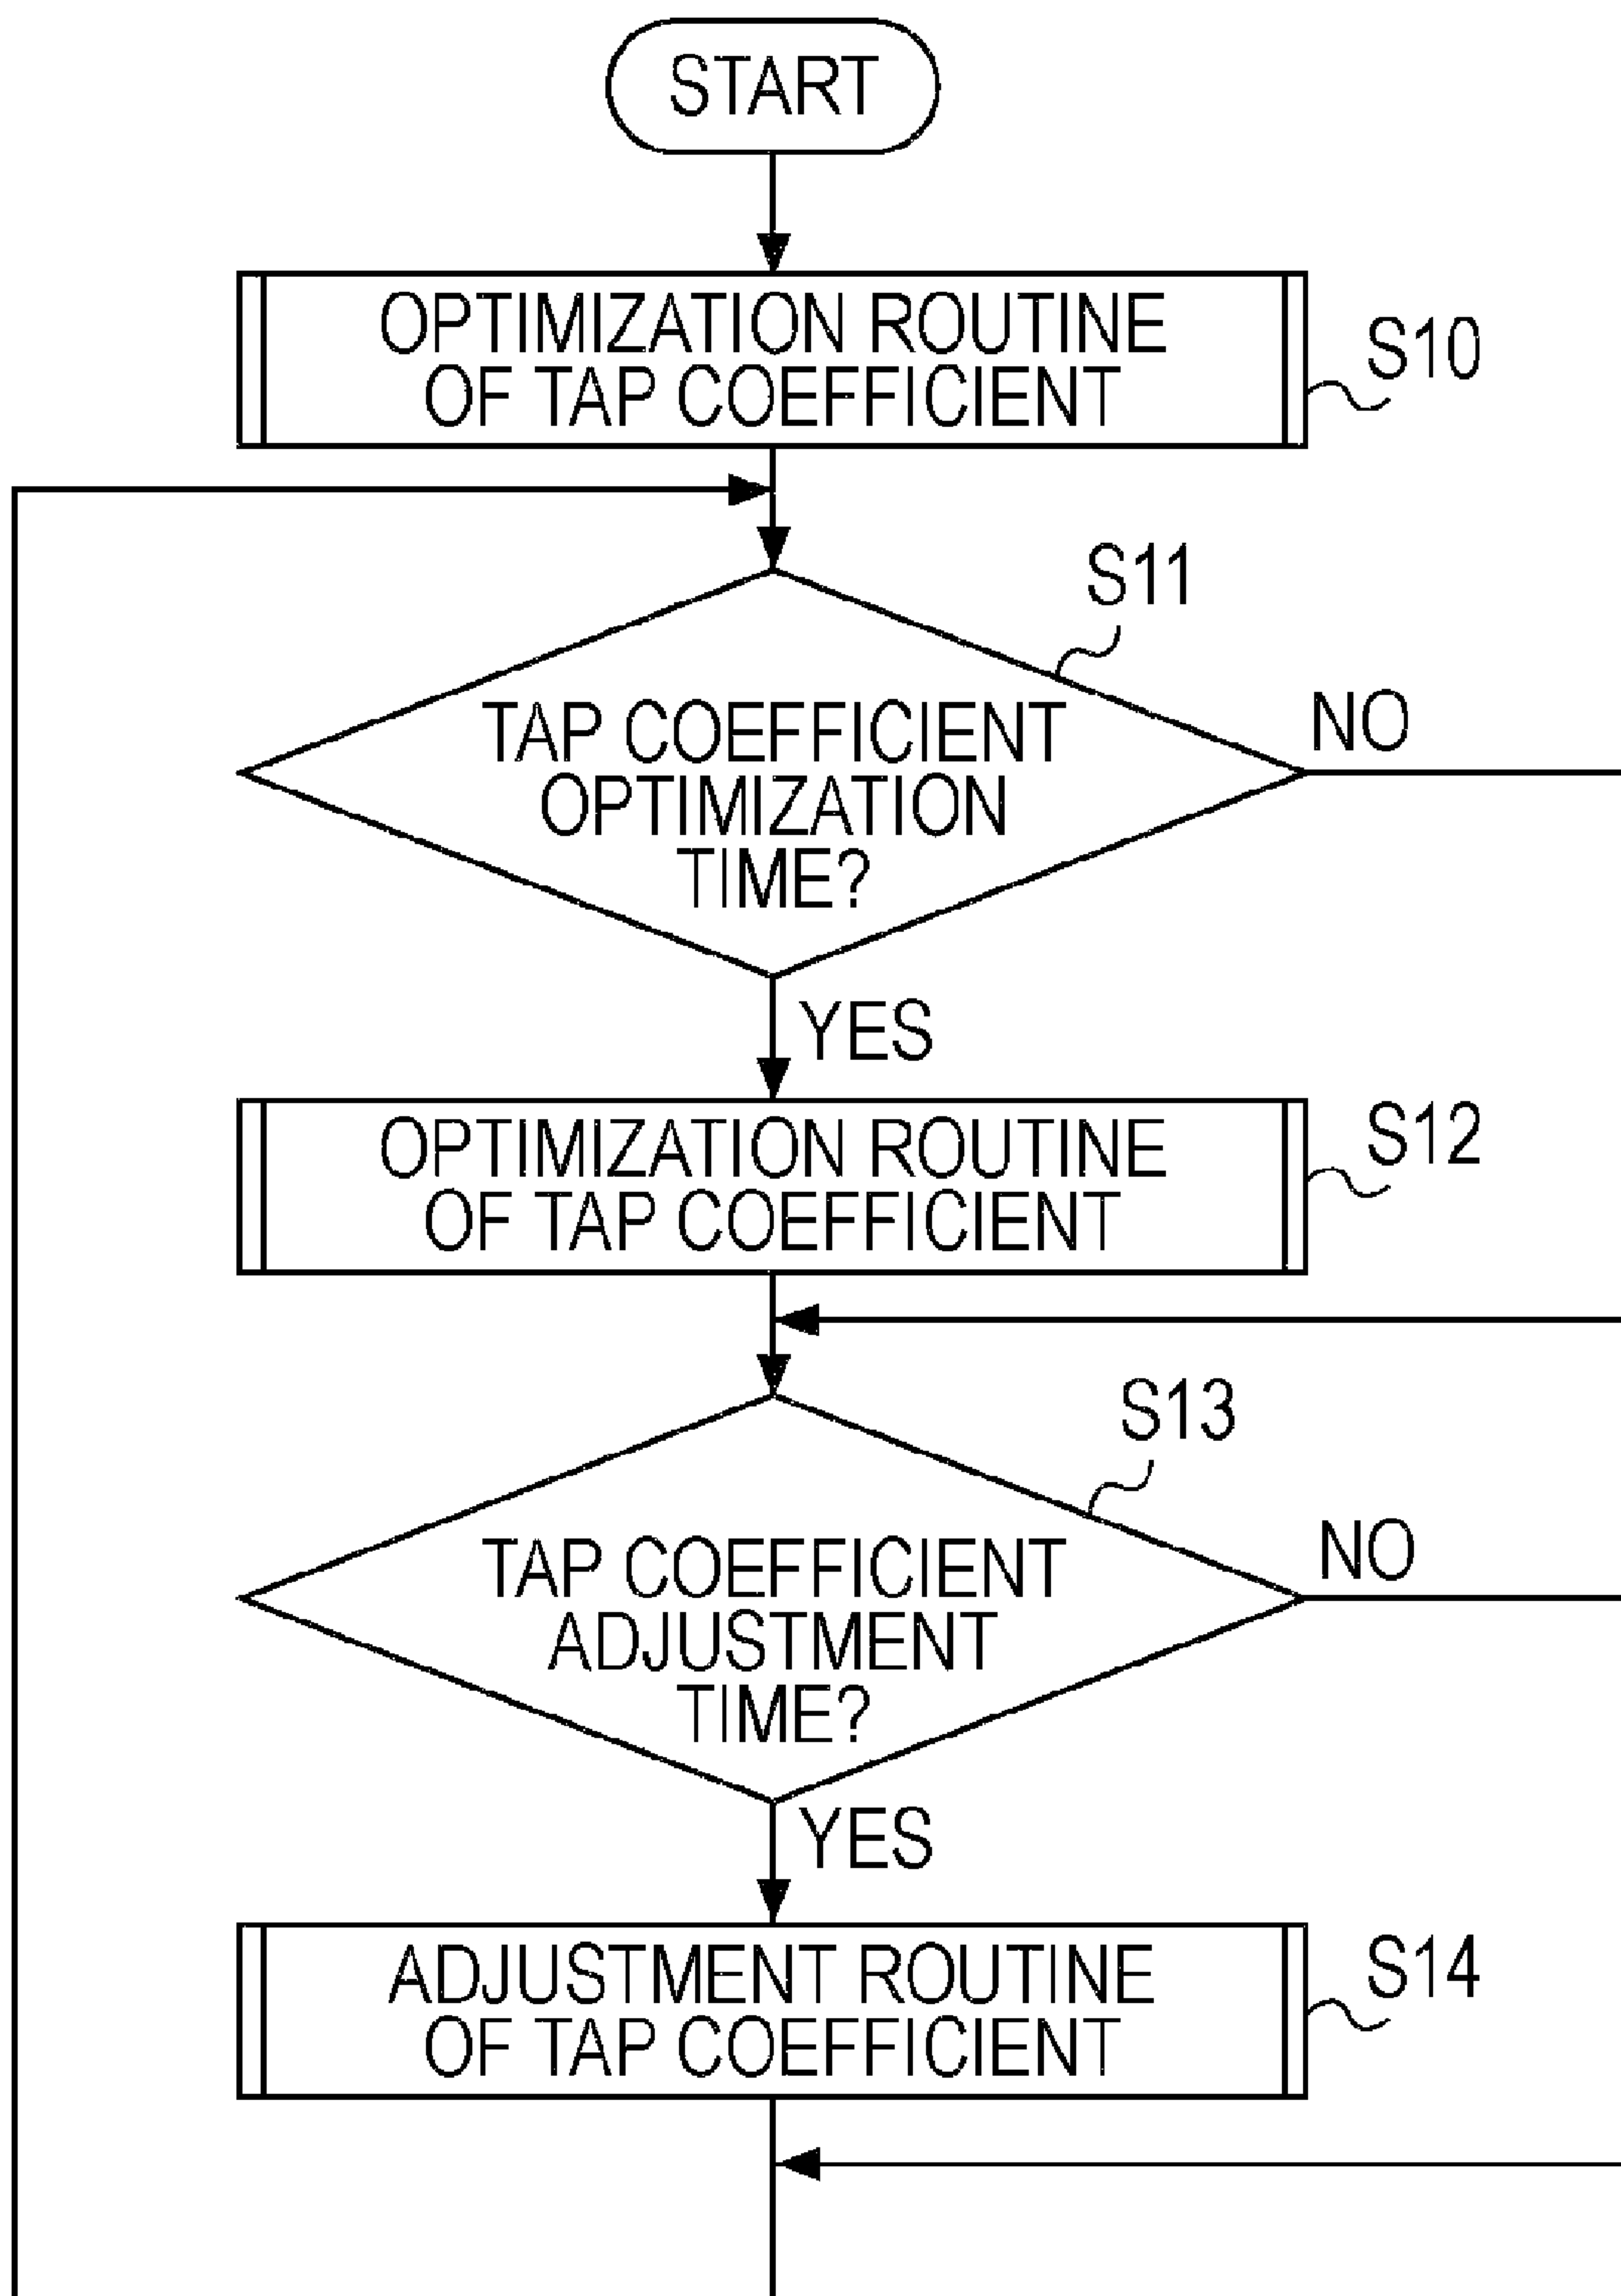 START
OPTIMIZATION ROUTINE
OF TAP COEFFICIENT
S10
S11
TAP COEFFICIENT
OPTIMIZATION
TIME?
NO
YES
OPTIMIZATION ROUTINE
OF TAP COEFFICIENT
S12
S13
TAP COEFFICIENT
ADJUSTMENT
TIME?
NO
YES
ADJUSTMENT ROUTINE
OF TAP COEFFICIENT
S14